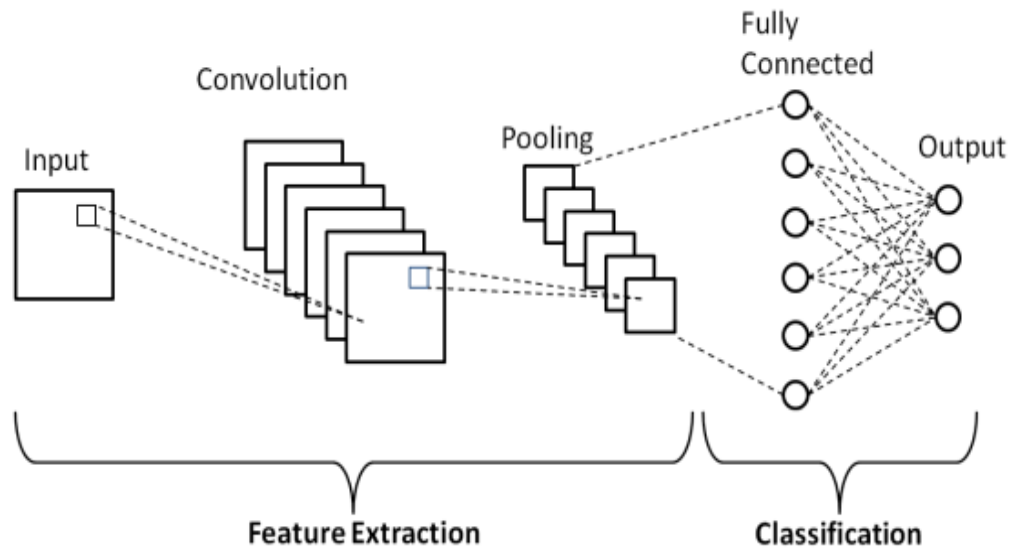 Input
Convolution
Pooling
Fully
Connected
Output
Feature Extraction
Classification